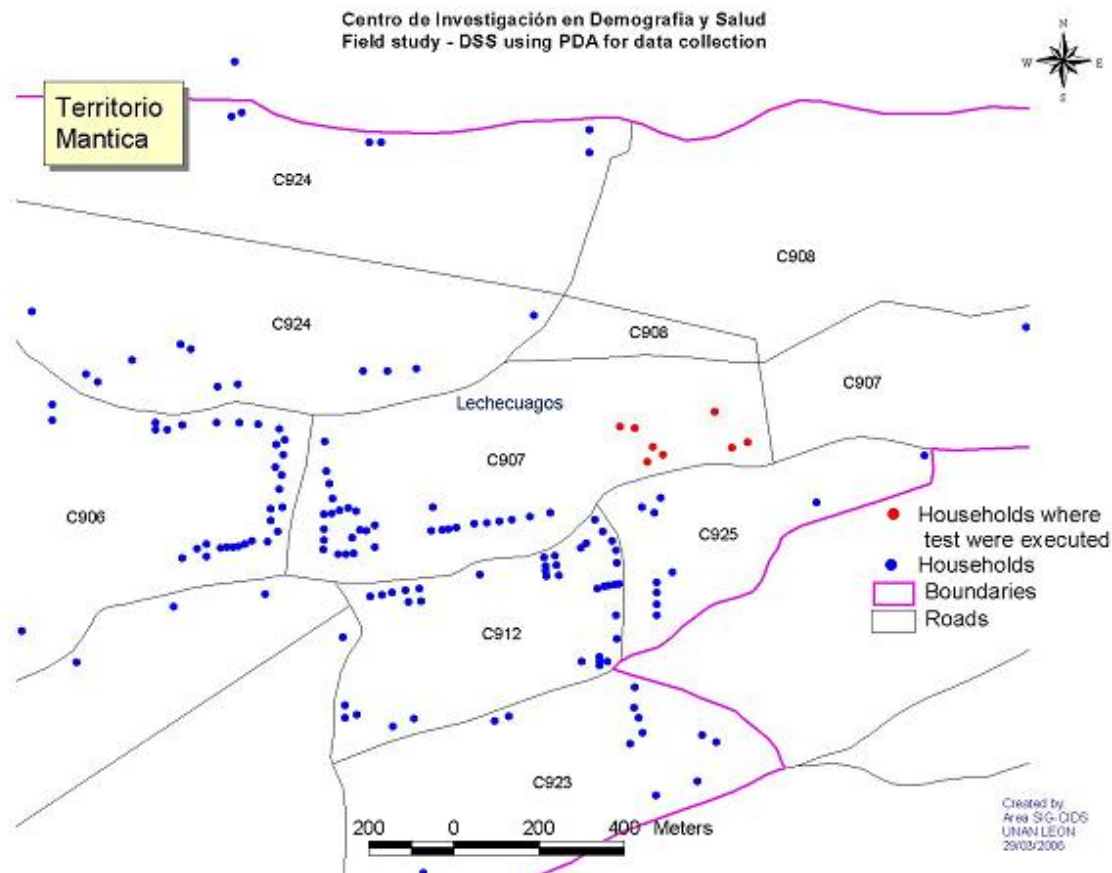 Centro de Investigación en Demografia y Salud
Field study - DSS using PDA for data collection
N
W
E
S
Territorio
Mantica
C924
C908
C924
C908
C907
Lechecuagos
C907
C906
C925
Households where
test were executed
Households
Boundaries
Roads
C912
C923
200 0 200 400 Meters
Created by
Area SIG-CIDS
UNAN LEON
29/03/2006